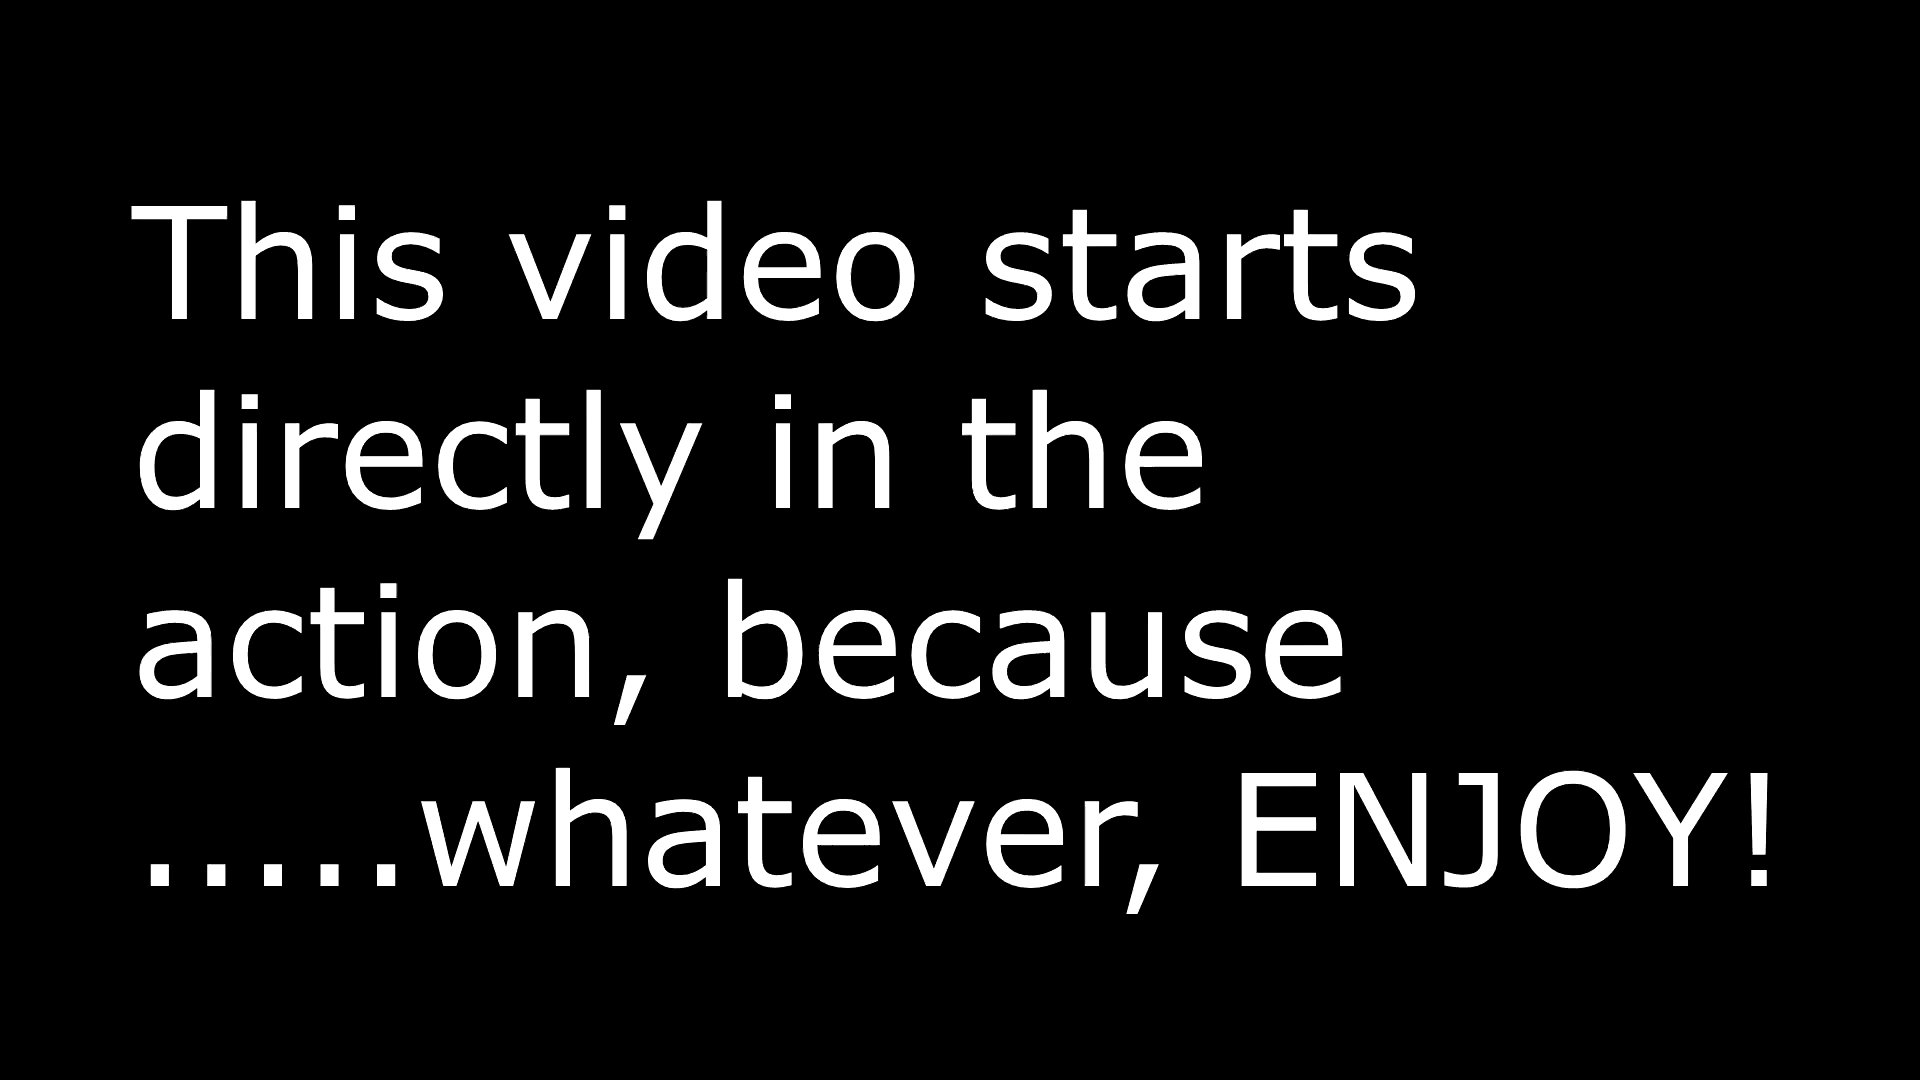 This video starts
directly in the
action, because
.....whatever, ENJOY!